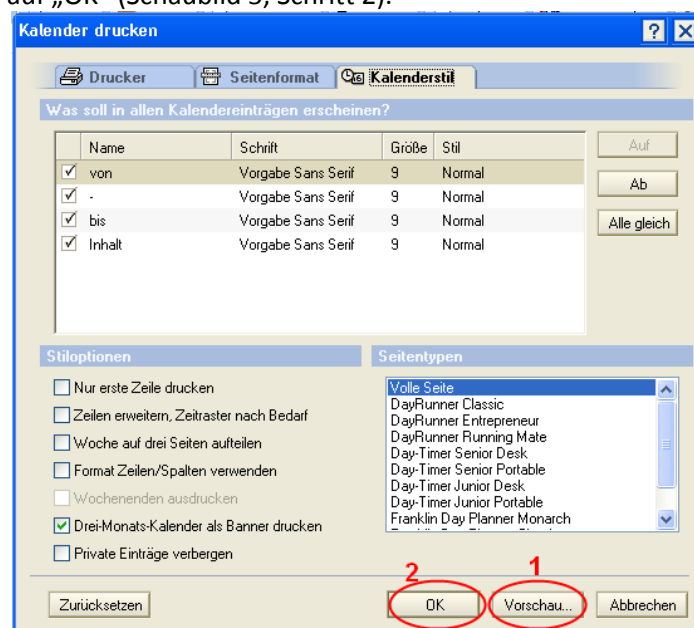 auf „OK“ (Schaubild 5, Schritt 2).
Kalender drucken
Drucker Seitenformat Kalenderstil
Was soll in allen Kalendereinträgen erscheinen?
Name Schrift Größe Stil
von Vorgabe Sans Serif 9 Normal
- Vorgabe Sans Serif 9 Normal
bis Vorgabe Sans Serif 9 Normal
Inhalt Vorgabe Sans Serif 9 Normal
Auf
Ab
Alle gleich
Stiloptionen
Nur erste Zeile drucken
Zeilen erweitern, Zeitraster nach Bedarf
Woche auf drei Seiten aufteilen
Format Zeilen/Spalten verwenden
Wochenenden ausdrucken
Drei-Monats-Kalender als Banner drucken
Private Einträge verbergen
Seitentypen
Volle Seite
DayRunner Classic
DayRunner Entrepreneur
DayRunner Running Mate
Day-Timer Senior Desk
Day-Timer Senior Portable
Day-Timer Junior Desk
Day-Timer Junior Portable
Franklin Day Planner Monarch
2 1
Zurücksetzen OK Vorschau... Abbrechen